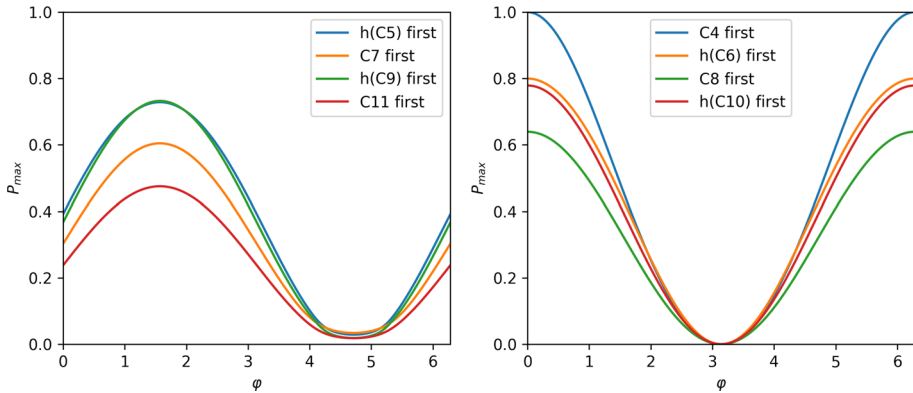 1.0
0.8
0.6
0.4
0.2
0.0
P_max
0 1 2 3 4 5 6
φ
h(C5) first
C7 first
h(C9) first
C11 first
1.0
0.8
0.6
0.4
0.2
0.0
P_max
0 1 2 3 4 5 6
φ
C4 first
h(C6) first
C8 first
h(C10) first